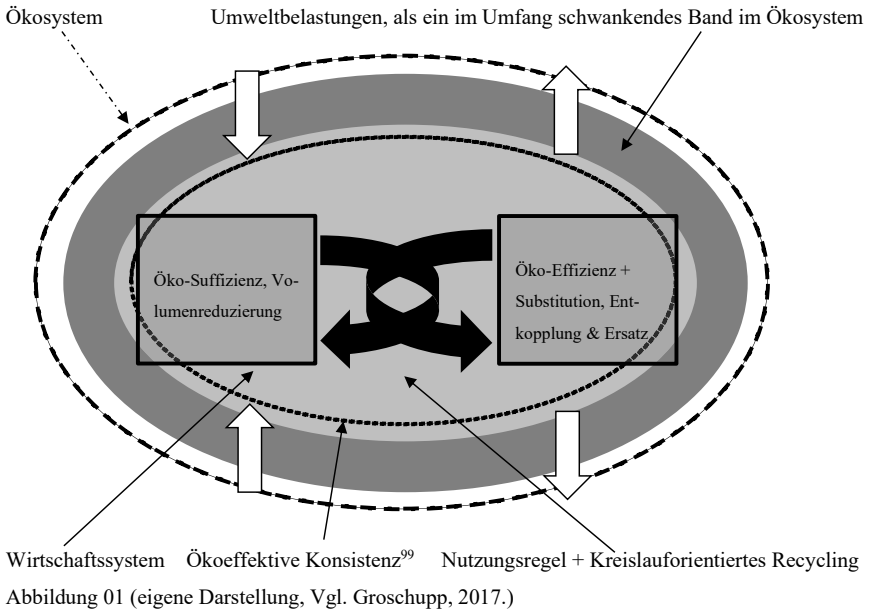 Ökosystem
Umweltbelastungen, als ein im Umfang schwankendes Band im Ökosystem
Öko-Suffizienz, Vo-
lumenreduzierung
Öko-Effizienz +
Substitution, Ent-
kopplung & Ersatz
Wirtschaftssystem
Ökoeffektive Konsistenz⁹⁹
Nutzungsregel + Kreislauforientiertes Recycling
Abbildung 01 (eigene Darstellung, Vgl. Groschupp, 2017.)